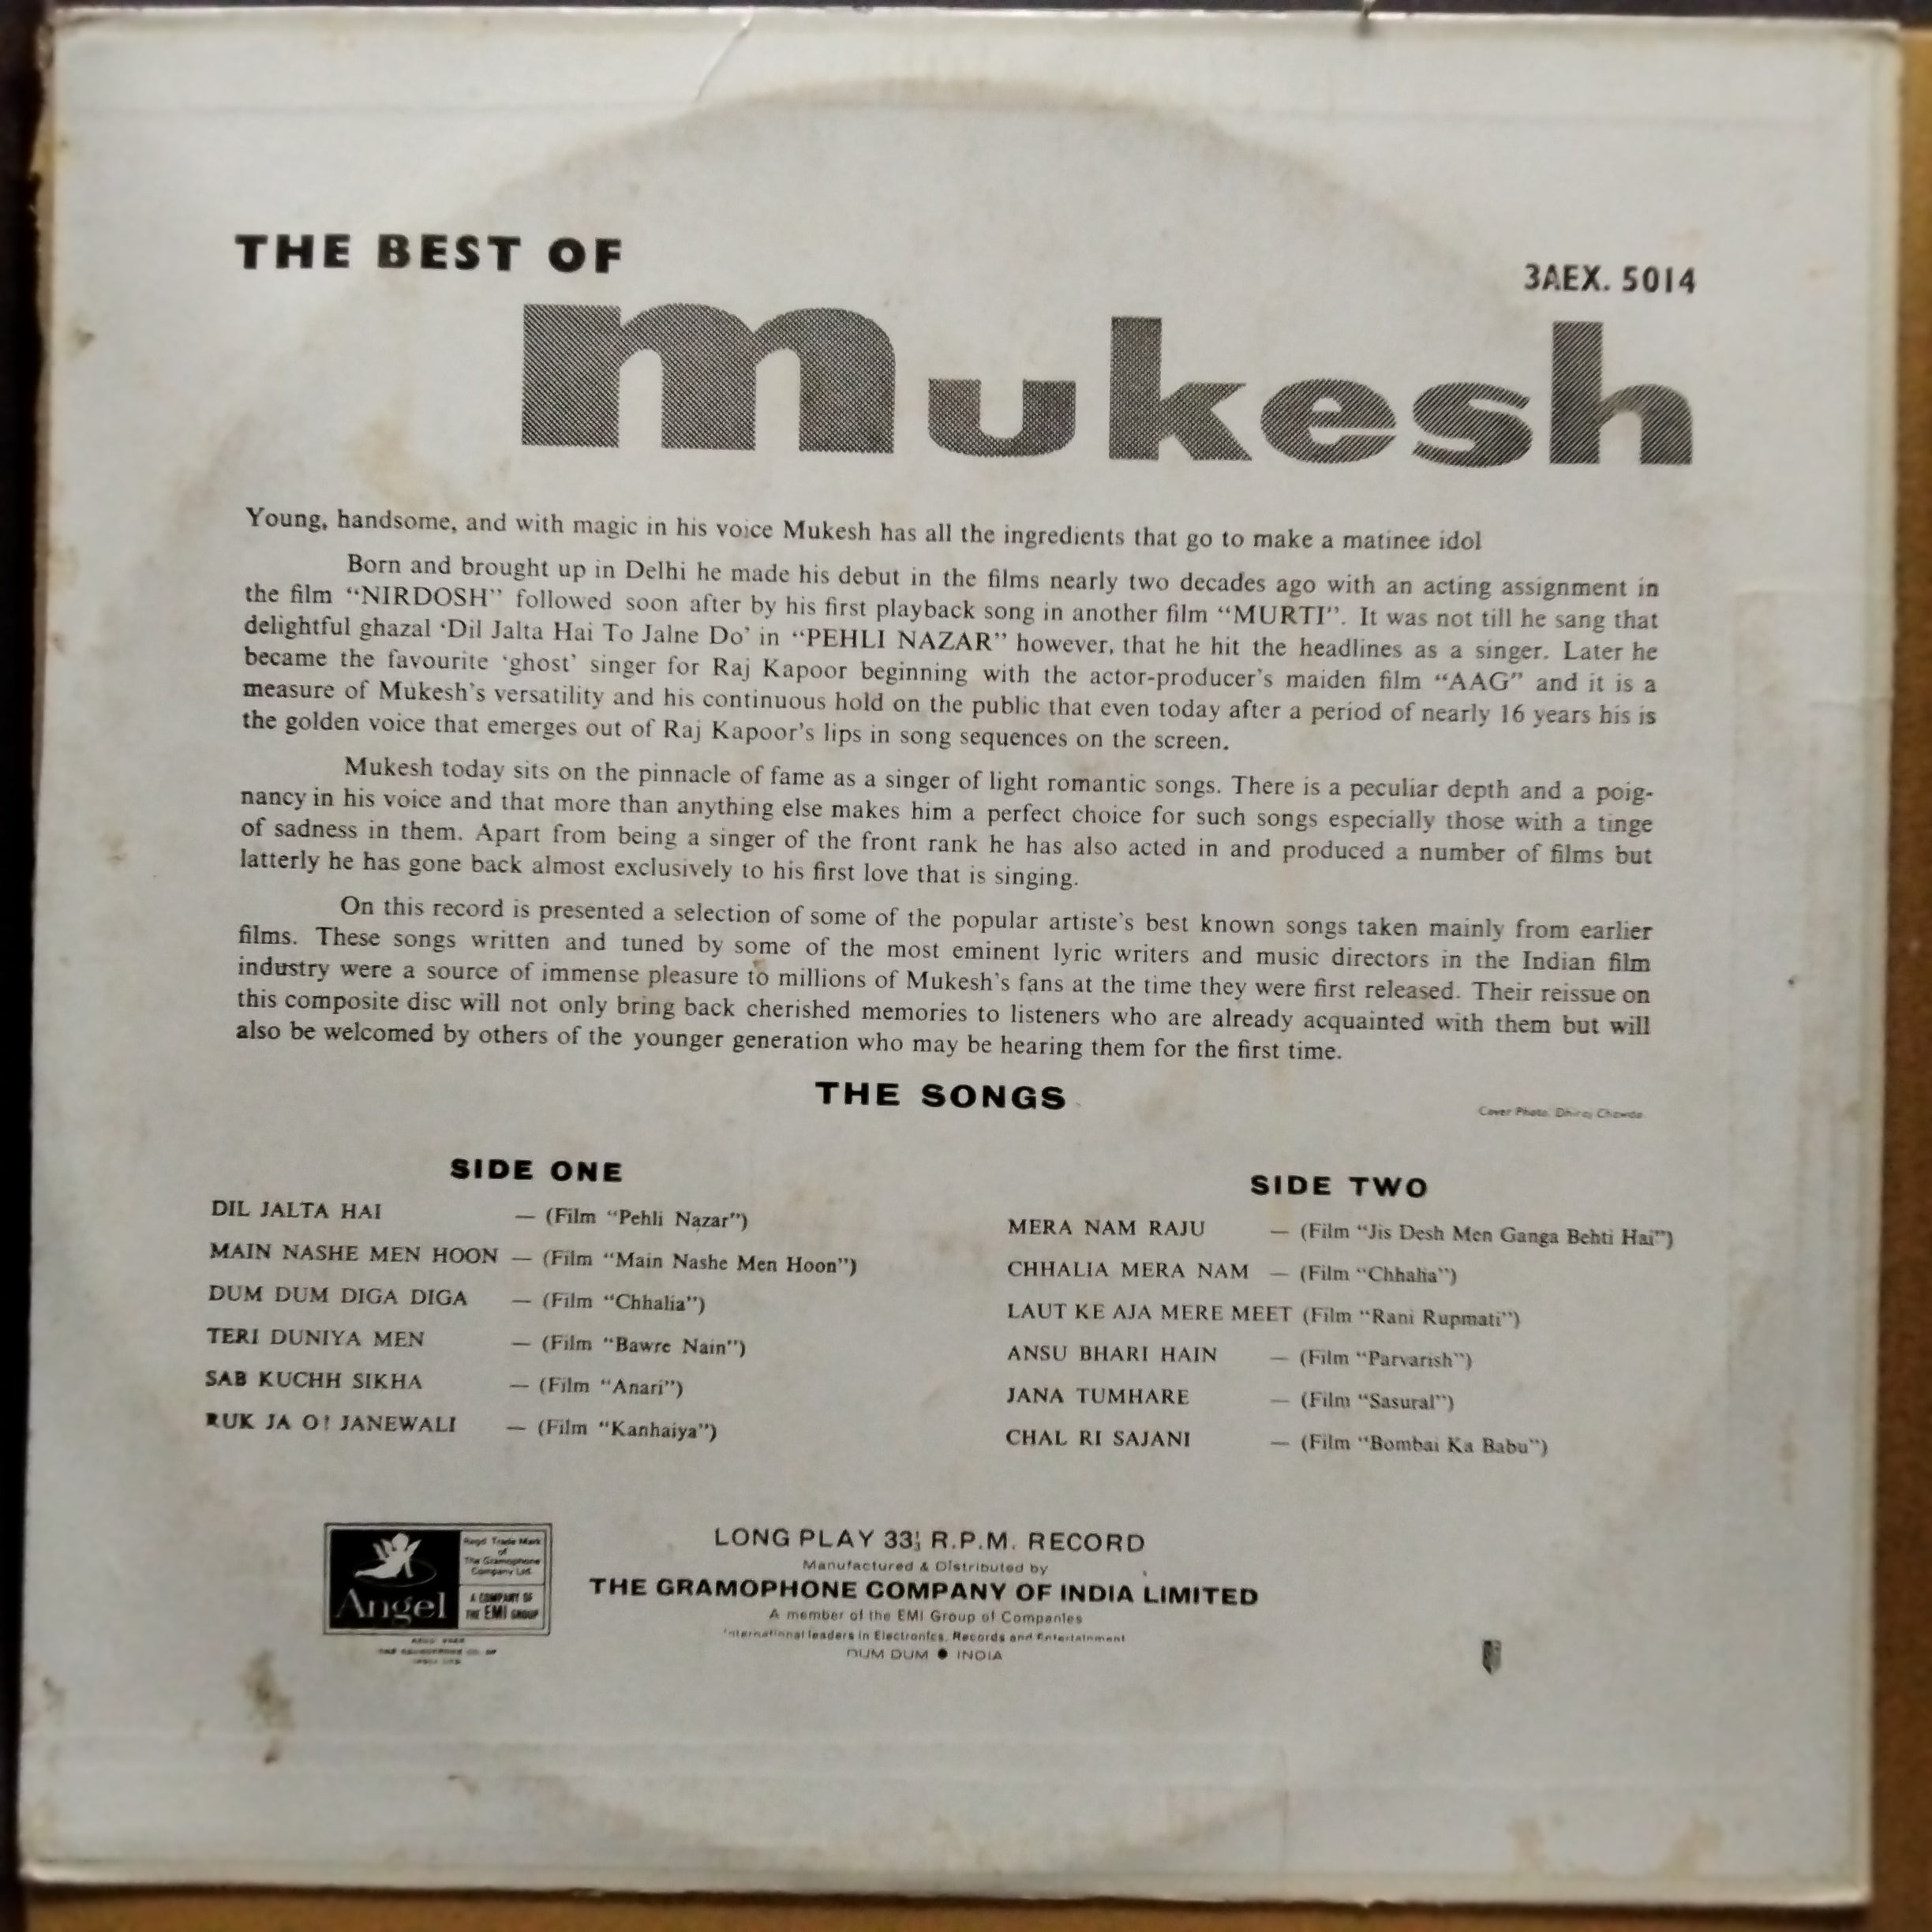 THE BEST OF
3AEX. 5014
mukesh
Young, handsome, and with magic in his voice Mukesh has all the ingredients that go to make a matinee idol
Born and brought up in Delhi he made his debut in the films nearly two decades ago with an acting assignment in
the film “NIRDOSH” followed soon after by his first playback song in another film “MURTI”. It was not till he sang that
delightful ghazal ‘Dil Jalta Hai To Jalne Do’ in “PEHLI NAZAR” however, that he hit the headlines as a singer. Later he
became the favourite ‘ghost’ singer for Raj Kapoor beginning with the actor-producer’s maiden film “AAG” and it is a
measure of Mukesh’s versatility and his continuous hold on the public that even today after a period of nearly 16 years his is
the golden voice that emerges out of Raj Kapoor’s lips in song sequences on the screen.
Mukesh today sits on the pinnacle of fame as a singer of light romantic songs. There is a peculiar depth and a poig-
nancy in his voice and that more than anything else makes him a perfect choice for such songs especially those with a tinge
of sadness in them. Apart from being a singer of the front rank he has also acted in and produced a number of films but
latterly he has gone back almost exclusively to his first love that is singing.
On this record is presented a selection of some of the popular artiste’s best known songs taken mainly from earlier
films. These songs written and tuned by some of the most eminent lyric writers and music directors in the Indian film
industry were a source of immense pleasure to millions of Mukesh’s fans at the time they were first released. Their reissue on
this composite disc will not only bring back cherished memories to listeners who are already acquainted with them but will
also be welcomed by others of the younger generation who may be hearing them for the first time.
THE SONGS
Cover Photo. Dhiraj Chawda
SIDE ONE
DIL JALTA HAI — (Film “Pehli Nazar”)
MAIN NASHE MEN HOON — (Film “Main Nashe Men Hoon”)
DUM DUM DIGA DIGA — (Film “Chhalia”)
TERI DUNIYA MEN — (Film “Bawre Nain”)
SAB KUCHH SIKHA — (Film “Anari”)
RUK JA O! JANEWALI — (Film “Kanhaiya”)
SIDE TWO
MERA NAM RAJU — (Film “Jis Desh Men Ganga Behti Hai”)
CHHALIA MERA NAM — (Film “Chhalia”)
LAUT KE AJA MERE MEET (Film “Rani Rupmati”)
ANSU BHARI HAIN — (Film “Parvarish”)
JANA TUMHARE — (Film “Sasural”)
CHAL RI SAJANI — (Film “Bombai Ka Babu”)
Angel
Regd. Trade Mark
of
The Gramophone
Company Ltd.
A COMPANY OF
THE EMI GROUP
LONG PLAY 33⅓ R.P.M. RECORD
Manufactured & Distributed by
THE GRAMOPHONE COMPANY OF INDIA LIMITED
A member of the EMI Group of Companies
International leaders in Electronics, Records and Entertainment
DUM DUM ● INDIA